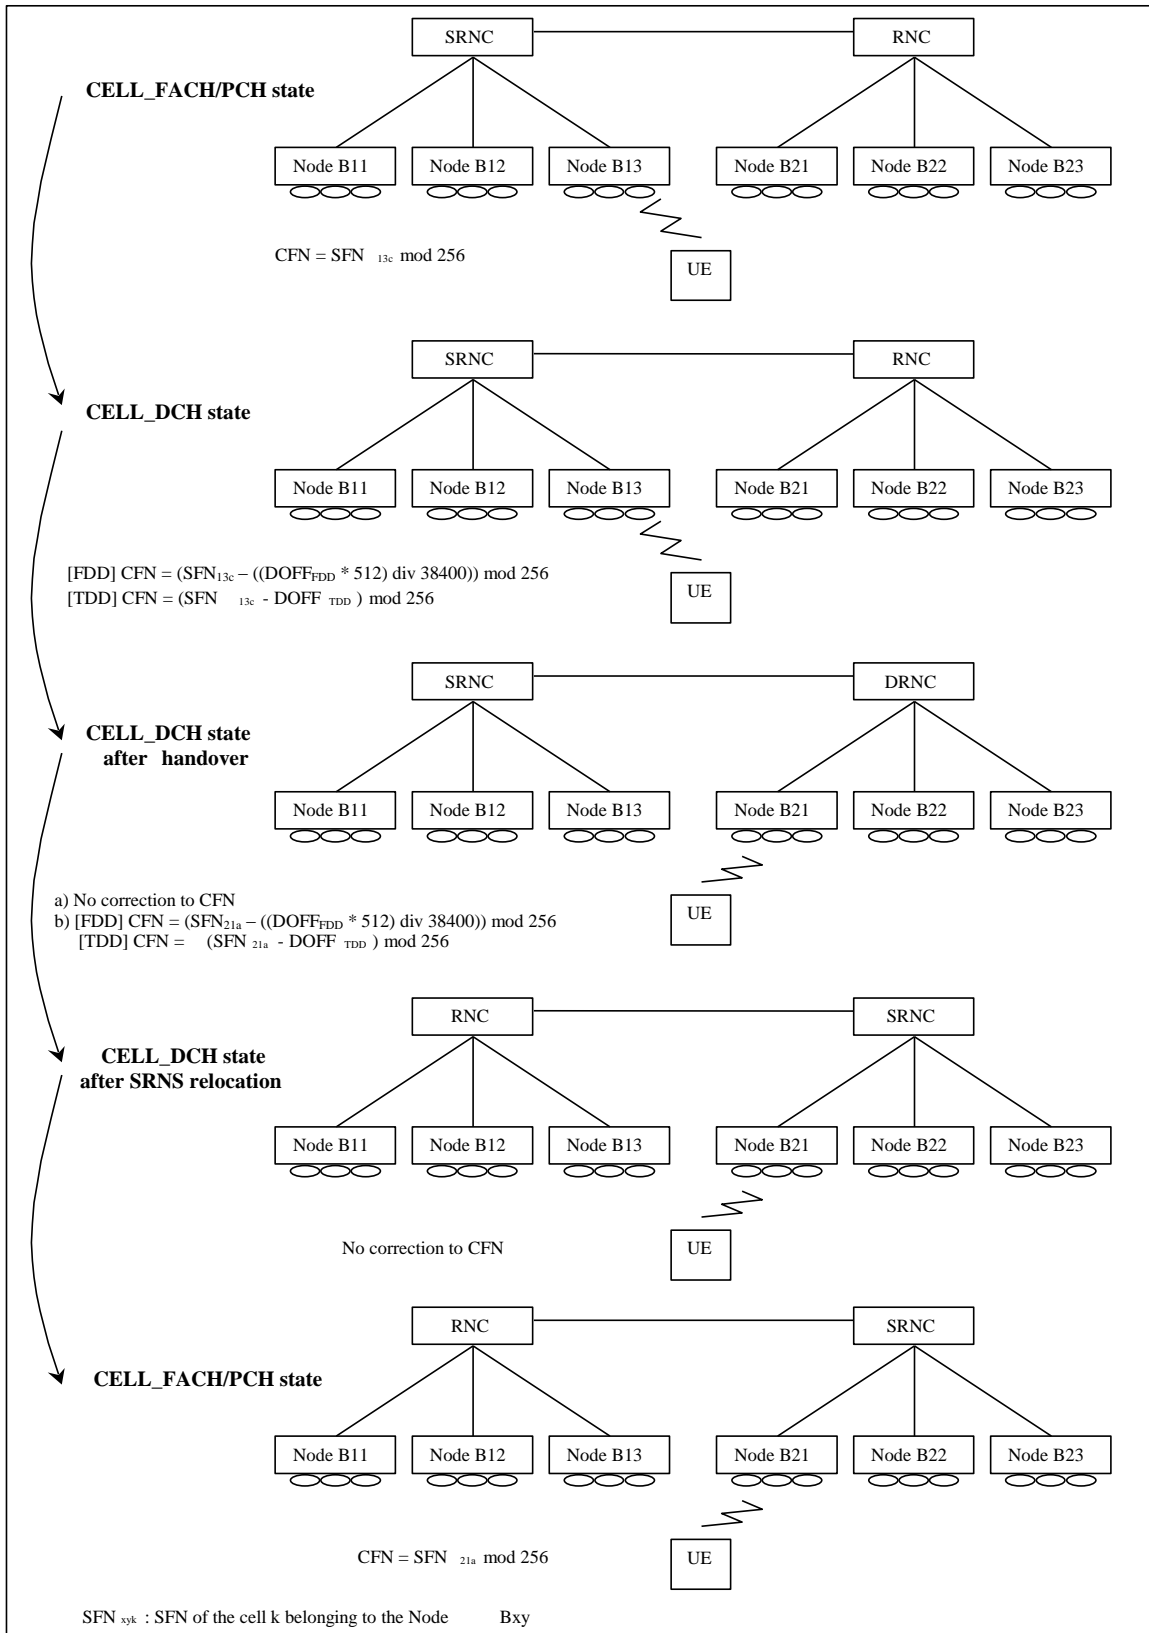 SRNC RNC
CELL_FACH/PCH state
Node B11 Node B12 Node B13 Node B21 Node B22 Node B23
CFN = SFN 13c mod 256
UE
SRNC RNC
CELL_DCH state
Node B11 Node B12 Node B13 Node B21 Node B22 Node B23
[FDD] CFN = (SFN13c – ((DOFFFDD * 512) div 38400)) mod 256
[TDD] CFN = (SFN 13c - DOFF TDD ) mod 256
UE
SRNC DRNC
CELL_DCH state
after handover
Node B11 Node B12 Node B13 Node B21 Node B22 Node B23
a) No correction to CFN
b) [FDD] CFN = (SFN21a – ((DOFFFDD * 512) div 38400)) mod 256
[TDD] CFN = (SFN 21a - DOFF TDD ) mod 256
UE
RNC SRNC
CELL_DCH state
after SRNS relocation
Node B11 Node B12 Node B13 Node B21 Node B22 Node B23
No correction to CFN
UE
RNC SRNC
CELL_FACH/PCH state
Node B11 Node B12 Node B13 Node B21 Node B22 Node B23
CFN = SFN 21a mod 256
UE
SFN xyk : SFN of the cell k belonging to the Node Bxy